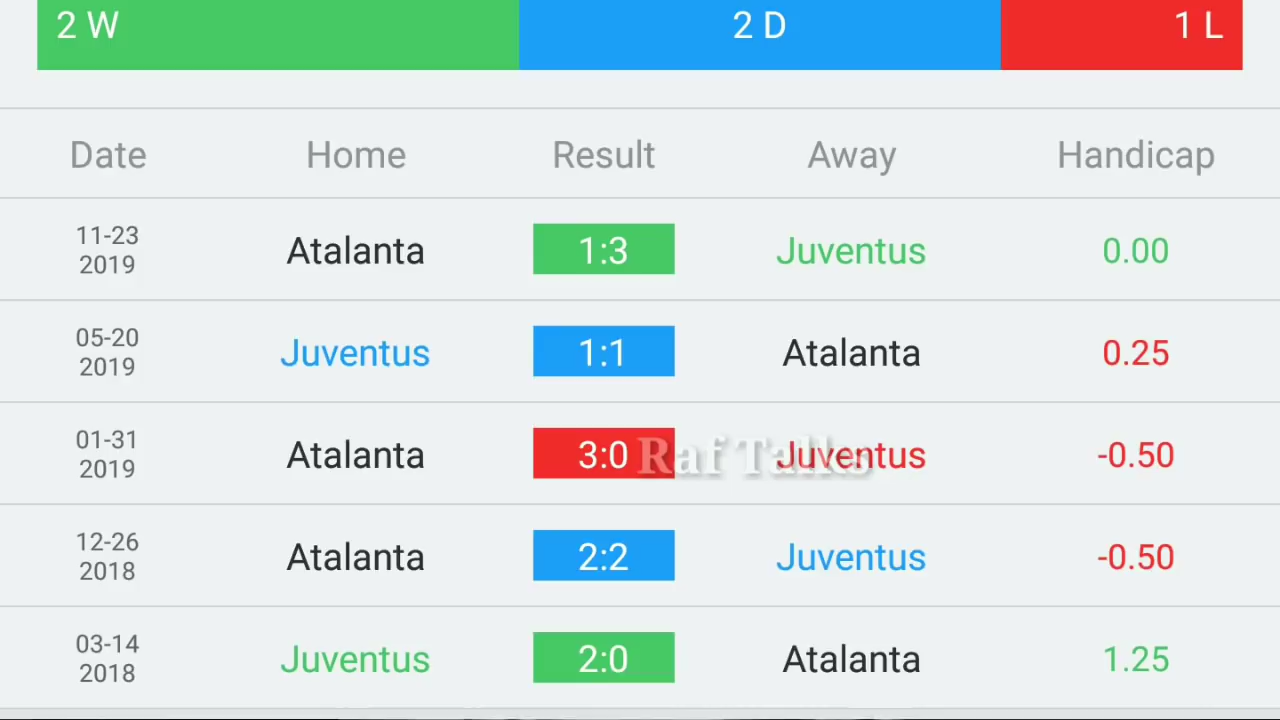 2 W 2 D 1 L
Date Home Result Away Handicap
11-23
2019
Atalanta 1:3 Juventus 0.00
05-20
2019
Juventus 1:1 Atalanta 0.25
01-31
2019
Atalanta 3:0 Juventus -0.50
Raf Talks
12-26
2018
Atalanta 2:2 Juventus -0.50
03-14
2018
Juventus 2:0 Atalanta 1.25